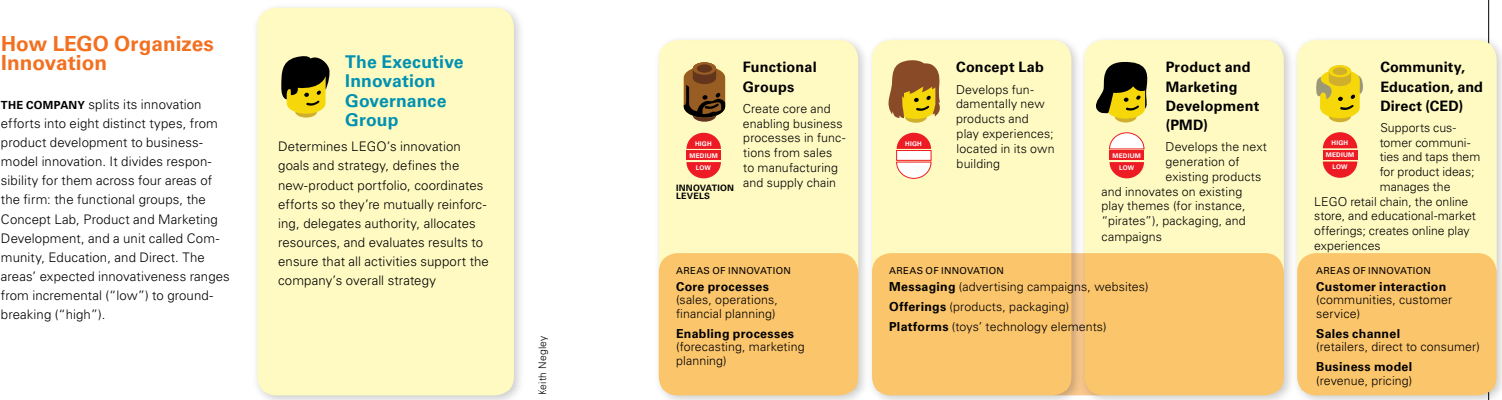 How LEGO Organizes
Innovation
THE COMPANY splits its innovation
efforts into eight distinct types, from
product development to business-
model innovation. It divides respon-
sibility for them across four areas of
the firm: the functional groups, the
Concept Lab, Product and Marketing
Development, and a unit called Com-
munity, Education, and Direct. The
areas' expected innovativeness ranges
from incremental ("low") to ground-
breaking ("high").
The Executive
Innovation
Governance
Group
Determines LEGO's innovation
goals and strategy, defines the
new-product portfolio, coordinates
efforts so they're mutually reinforc-
ing, delegates authority, allocates
resources, and evaluates results to
ensure that all activities support the
company's overall strategy
Keith Negley
Functional
Groups
Create core and
enabling business
processes in func-
tions from sales
to manufacturing
and supply chain
HIGH
MEDIUM
LOW
INNOVATION
LEVELS
AREAS OF INNOVATION
Core processes
(sales, operations,
financial planning)
Enabling processes
(forecasting, marketing
planning)
Concept Lab
Develops fun-
damentally new
products and
play experiences;
located in its own
building
HIGH
Product and
Marketing
Development
(PMD)
Develops the next
generation of
existing products
and innovates on existing
play themes (for instance,
"pirates"), packaging, and
campaigns
MEDIUM
LOW
AREAS OF INNOVATION
Messaging (advertising campaigns, websites)
Offerings (products, packaging)
Platforms (toys' technology elements)
Community,
Education, and
Direct (CED)
Supports cus-
tomer communi-
ties and taps them
for product ideas;
manages the
LEGO retail chain, the online
store, and educational-market
offerings; creates online play
experiences
HIGH
MEDIUM
LOW
AREAS OF INNOVATION
Customer interaction
(communities, customer
service)
Sales channel
(retailers, direct to consumer)
Business model
(revenue, pricing)